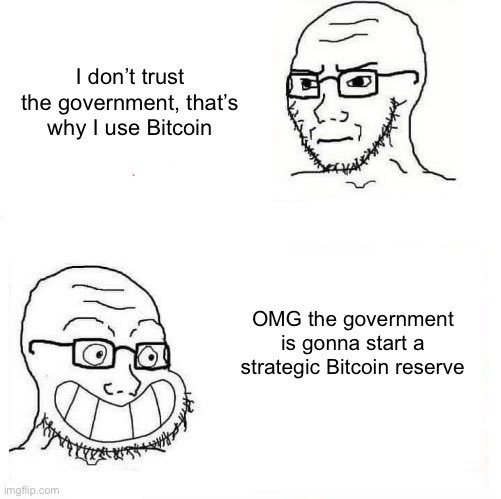 I don’t trust
the government, that’s
why I use Bitcoin
OMG the government
is gonna start a
strategic Bitcoin reserve
imgflip.com